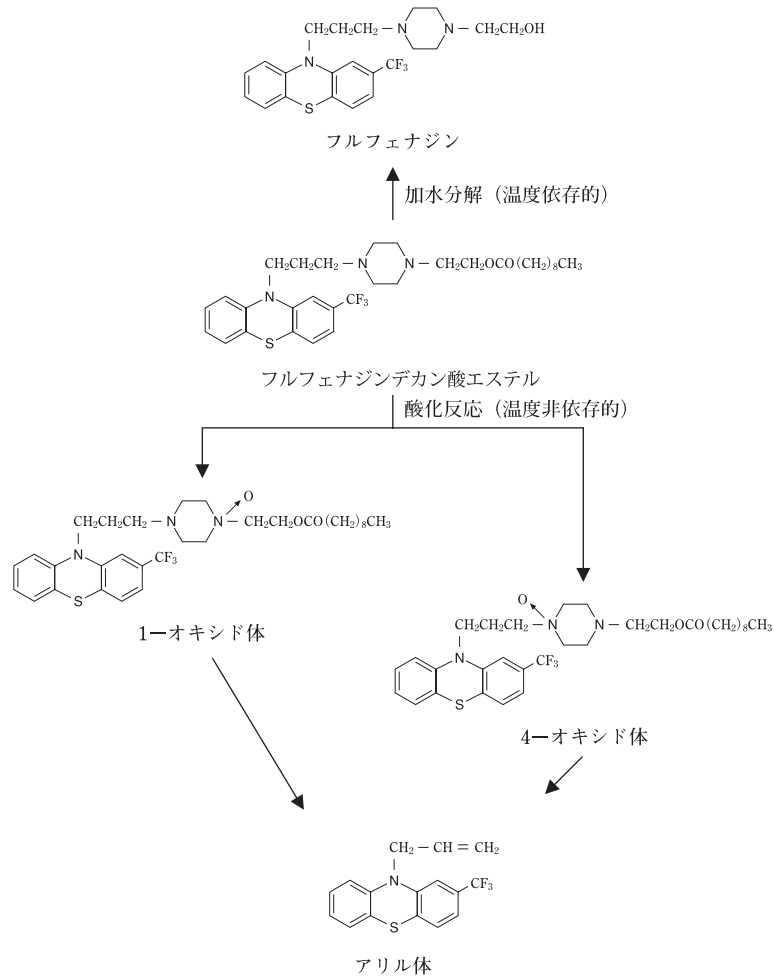 CH₂CH₂CH₂ — N N — CH₂CH₂OH
N
CF₃
S
フルフェナジン
加水分解（温度依存的）
CH₂CH₂CH₂ — N N — CH₂CH₂OCO(CH₂)₈CH₃
N
CF₃
S
フルフェナジンデカン酸エステル
酸化反応（温度非依存的）
O
CH₂CH₂CH₂ — N N — CH₂CH₂OCO(CH₂)₈CH₃
N
CF₃
S
1ーオキシド体
O
CH₂CH₂CH₂ — N N — CH₂CH₂OCO(CH₂)₈CH₃
N
CF₃
S
4ーオキシド体
CH₂ — CH = CH₂
N
CF₃
S
アリル体